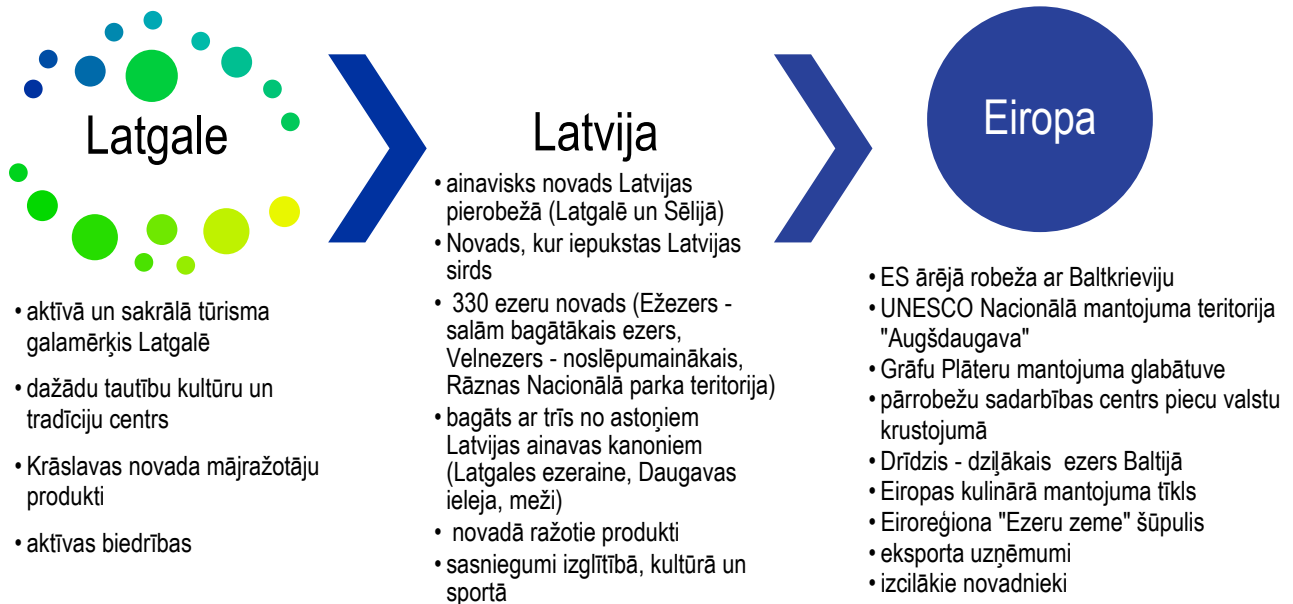 Latgale
• aktīvā un sakrālā tūrisma
galamērķis Latgalē
• dažādu tautību kultūru un
tradīciju centrs
• Krāslavas novada mājražotāju
produkti
• aktīvas biedrības
Latvija
• ainavisks novads Latvijas
pierobežā (Latgalē un Sēlijā)
• Novads, kur iepukstas Latvijas
sirds
• 330 ezeru novads (Ežezers -
salām bagātākais ezers,
Velnezers - noslēpumainākais,
Rāznas Nacionālā parka teritorija)
• bagāts ar trīs no astoņiem
Latvijas ainavas kanoniem
(Latgales ezeraine, Daugavas
ieleja, meži)
• novadā ražotie produkti
• sasniegumi izglītībā, kultūrā un
sportā
Eiropa
• ES ārējā robeža ar Baltkrieviju
• UNESCO Nacionālā mantojuma teritorija
"Augšdaugava"
• Grāfu Plāteru mantojuma glabātuve
• pārrobežu sadarbības centrs piecu valstu
krustojumā
• Drīdzis - dziļākais ezers Baltijā
• Eiropas kulinārā mantojuma tīkls
• Eiroreģiona "Ezeru zeme" šūpulis
• eksporta uzņēmumi
• izcilākie novadnieki